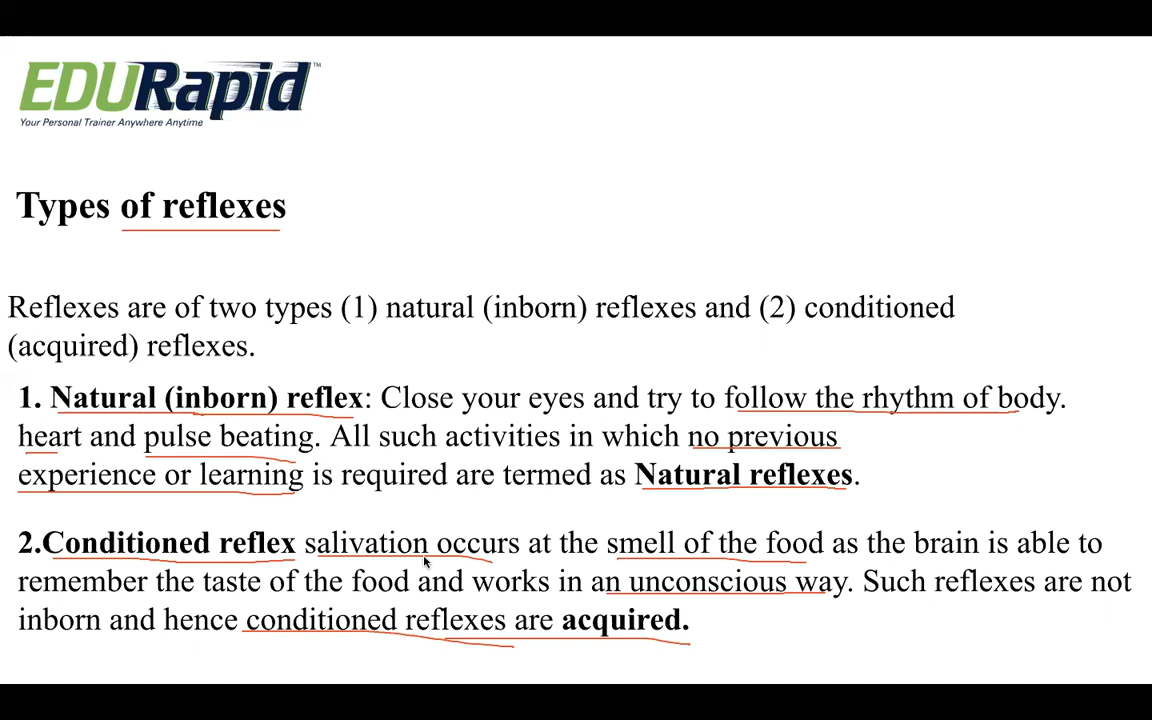 EDURapid™
Your Personal Trainer Anywhere Anytime
Types of reflexes
Reflexes are of two types (1) natural (inborn) reflexes and (2) conditioned
(acquired) reflexes.
1. Natural (inborn) reflex: Close your eyes and try to follow the rhythm of body.
heart and pulse beating. All such activities in which no previous
experience or learning is required are termed as Natural reflexes.
2.Conditioned reflex salivation occurs at the smell of the food as the brain is able to
remember the taste of the food and works in an unconscious way. Such reflexes are not
inborn and hence conditioned reflexes are acquired.